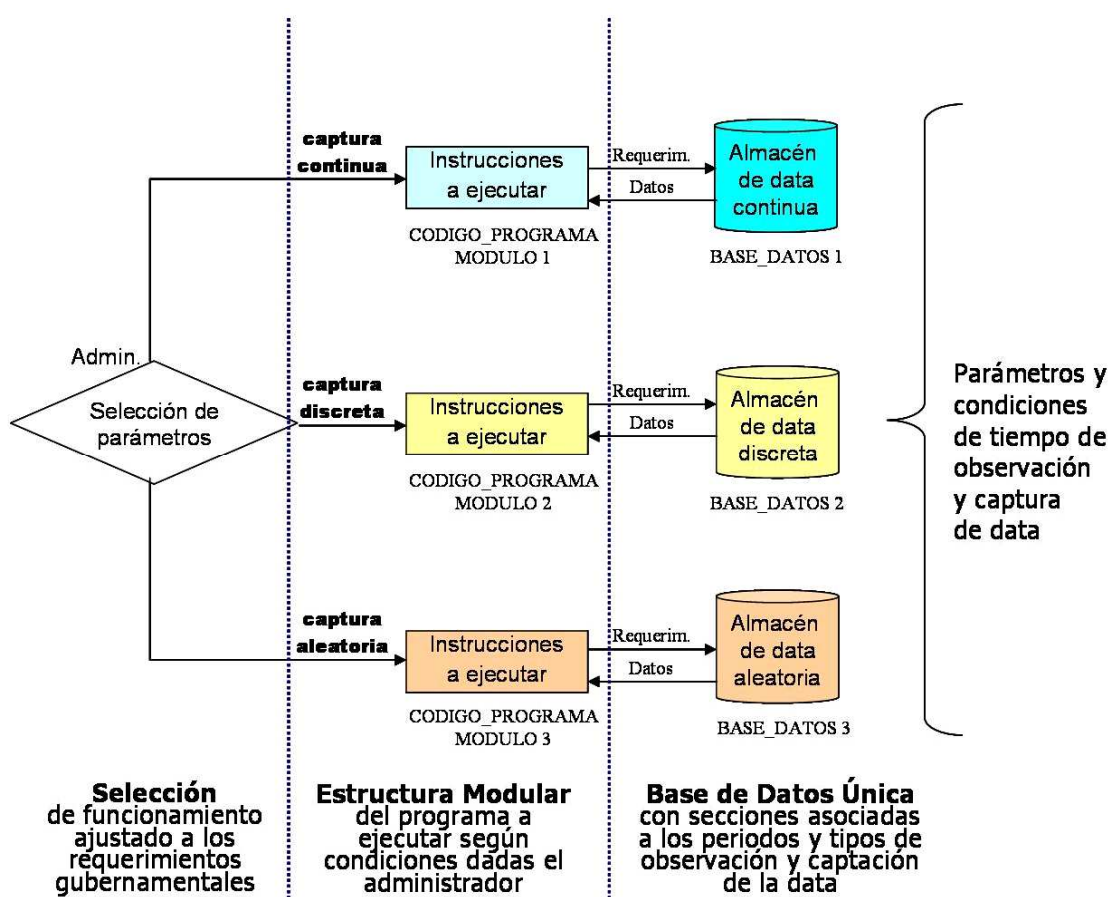 captura
continua
Instrucciones
a ejecutar
CODIGO_PROGRAMA
MODULO 1
Requerim.
Datos
Almacén
de data
continua
BASE_DATOS 1
Admin.
Selección de
parámetros
captura
discreta
Instrucciones
a ejecutar
CODIGO_PROGRAMA
MODULO 2
Requerim.
Datos
Almacén
de data
discreta
BASE_DATOS 2
captura
aleatoria
Instrucciones
a ejecutar
CODIGO_PROGRAMA
MODULO 3
Requerim.
Datos
Almacén
de data
aleatoria
BASE_DATOS 3
Parámetros y
condiciones
de tiempo de
observación
y captura
de data
Selección
de funcionamiento
ajustado a los
requerimientos
gubernamentales
Estructura Modular
del programa a
ejecutar según
condiciones dadas el
administrador
Base de Datos Única
con secciones asociadas
a los periodos y tipos de
observación y captación
de la data